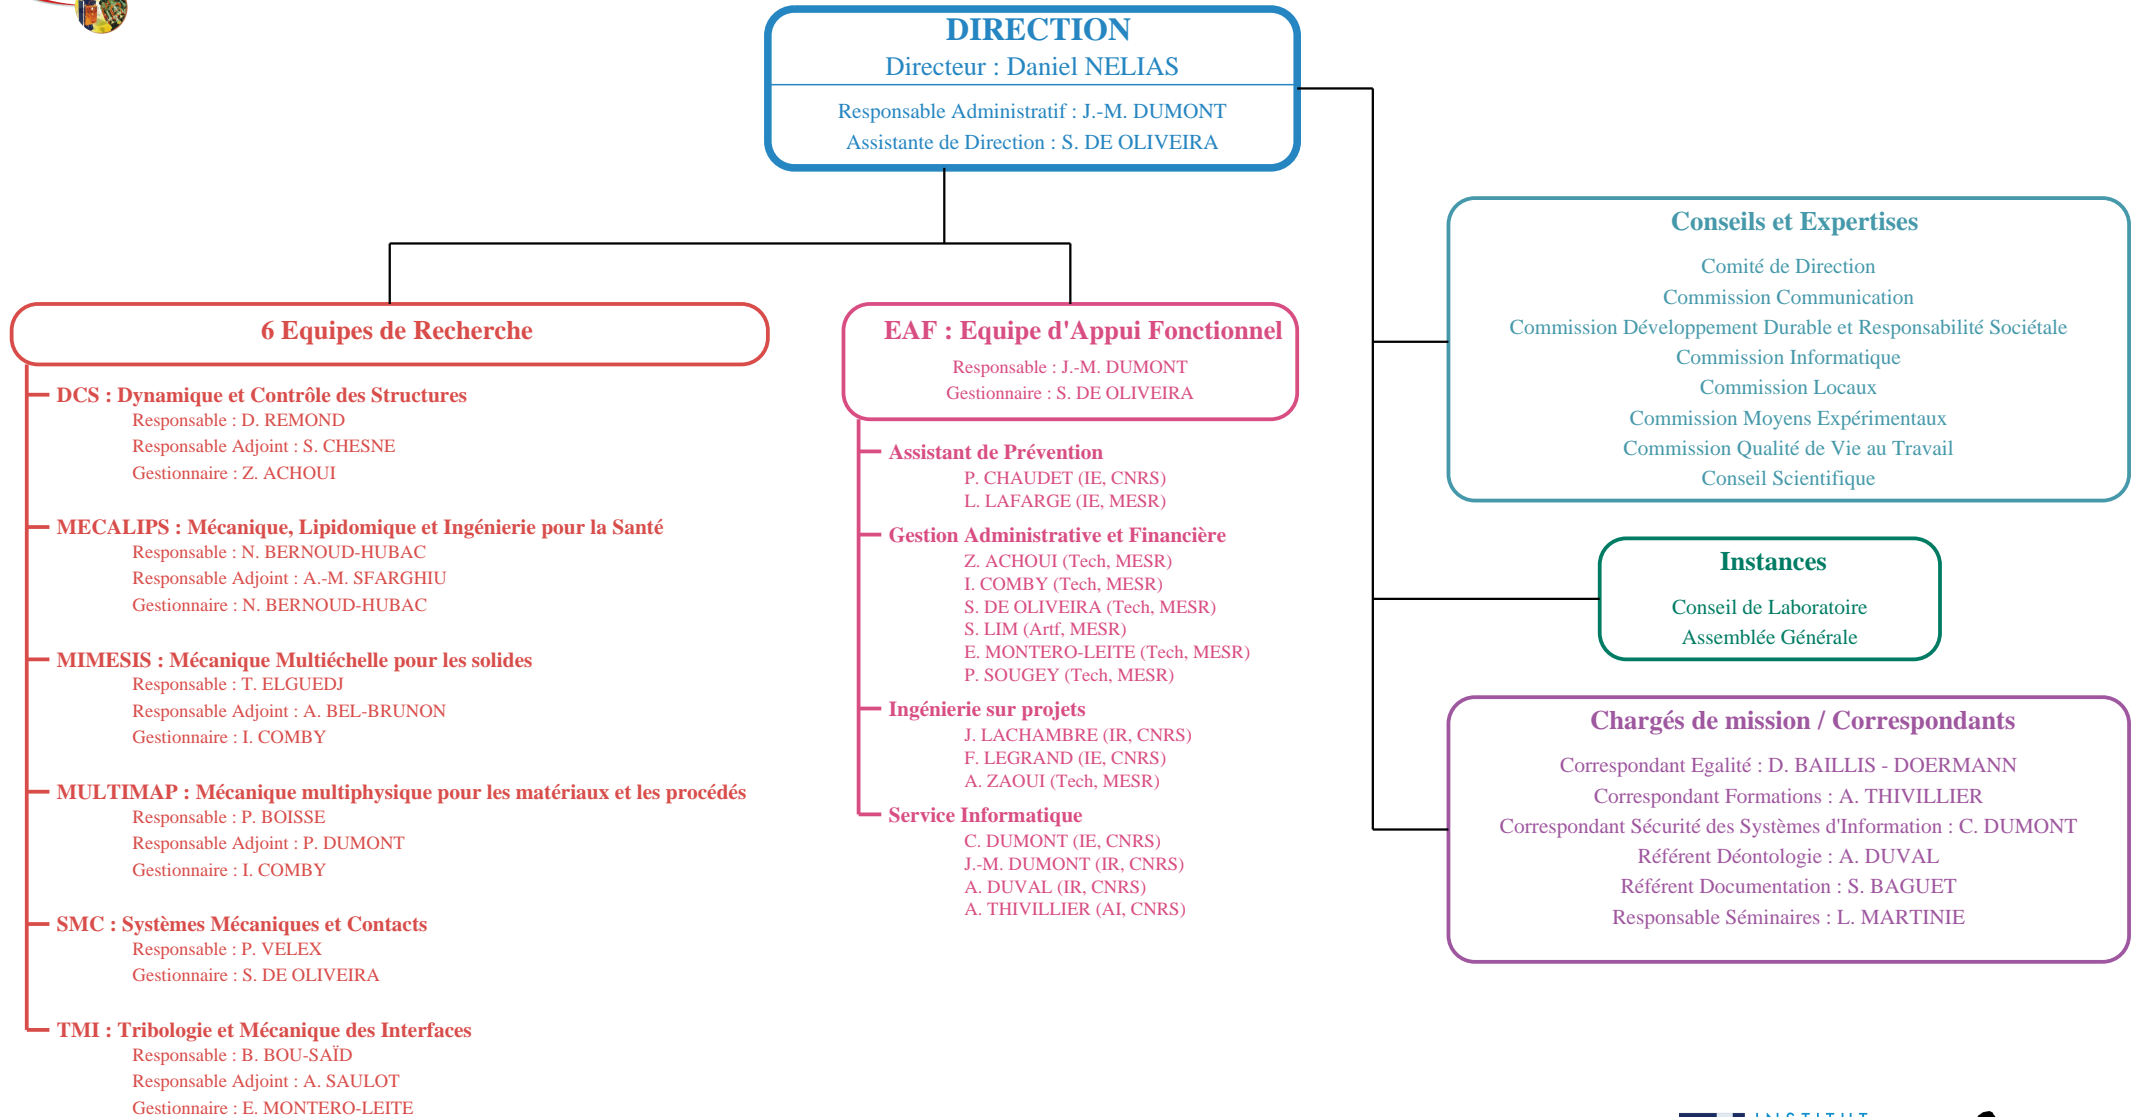 DIRECTION
Directeur : Daniel NELIAS
Responsable Administratif : J.-M. DUMONT
Assistante de Direction : S. DE OLIVEIRA
6 Equipes de Recherche
DCS : Dynamique et Contrôle des Structures
Responsable : D. REMOND
Responsable Adjoint : S. CHESNE
Gestionnaire : Z. ACHOUI
MECALIPS : Mécanique, Lipidomique et Ingénierie pour la Santé
Responsable : N. BERNOUD-HUBAC
Responsable Adjoint : A.-M. SFARGHIU
Gestionnaire : N. BERNOUD-HUBAC
MIMESIS : Mécanique Multiéchelle pour les solides
Responsable : T. ELGUEDJ
Responsable Adjoint : A. BEL-BRUNON
Gestionnaire : I. COMBY
MULTIMAP : Mécanique multiphysique pour les matériaux et les procédés
Responsable : P. BOISSE
Responsable Adjoint : P. DUMONT
Gestionnaire : I. COMBY
SMC : Systèmes Mécaniques et Contacts
Responsable : P. VELEX
Gestionnaire : S. DE OLIVEIRA
TMI : Tribologie et Mécanique des Interfaces
Responsable : B. BOU-SAÏD
Responsable Adjoint : A. SAULOT
Gestionnaire : E. MONTERO-LEITE
EAF : Equipe d'Appui Fonctionnel
Responsable : J.-M. DUMONT
Gestionnaire : S. DE OLIVEIRA
Assistant de Prévention
P. CHAUDET (IE, CNRS)
L. LAFARGE (IE, MESR)
Gestion Administrative et Financière
Z. ACHOUI (Tech, MESR)
I. COMBY (Tech, MESR)
S. DE OLIVEIRA (Tech, MESR)
S. LIM (Artf, MESR)
E. MONTERO-LEITE (Tech, MESR)
P. SOUGEY (Tech, MESR)
Ingénierie sur projets
J. LACHAMBRE (IR, CNRS)
F. LEGRAND (IE, CNRS)
A. ZAOUI (Tech, MESR)
Service Informatique
C. DUMONT (IE, CNRS)
J.-M. DUMONT (IR, CNRS)
A. DUVAL (IR, CNRS)
A. THIVILLIER (AI, CNRS)
Conseils et Expertises
Comité de Direction
Commission Communication
Commission Développement Durable et Responsabilité Sociétale
Commission Informatique
Commission Locaux
Commission Moyens Expérimentaux
Commission Qualité de Vie au Travail
Conseil Scientifique
Instances
Conseil de Laboratoire
Assemblée Générale
Chargés de mission / Correspondants
Correspondant Egalité : D. BAILLIS - DOERMANN
Correspondant Formations : A. THIVILLIER
Correspondant Sécurité des Systèmes d'Information : C. DUMONT
Référent Déontologie : A. DUVAL
Référent Documentation : S. BAGUET
Responsable Séminaires : L. MARTINIE
INSTITUT